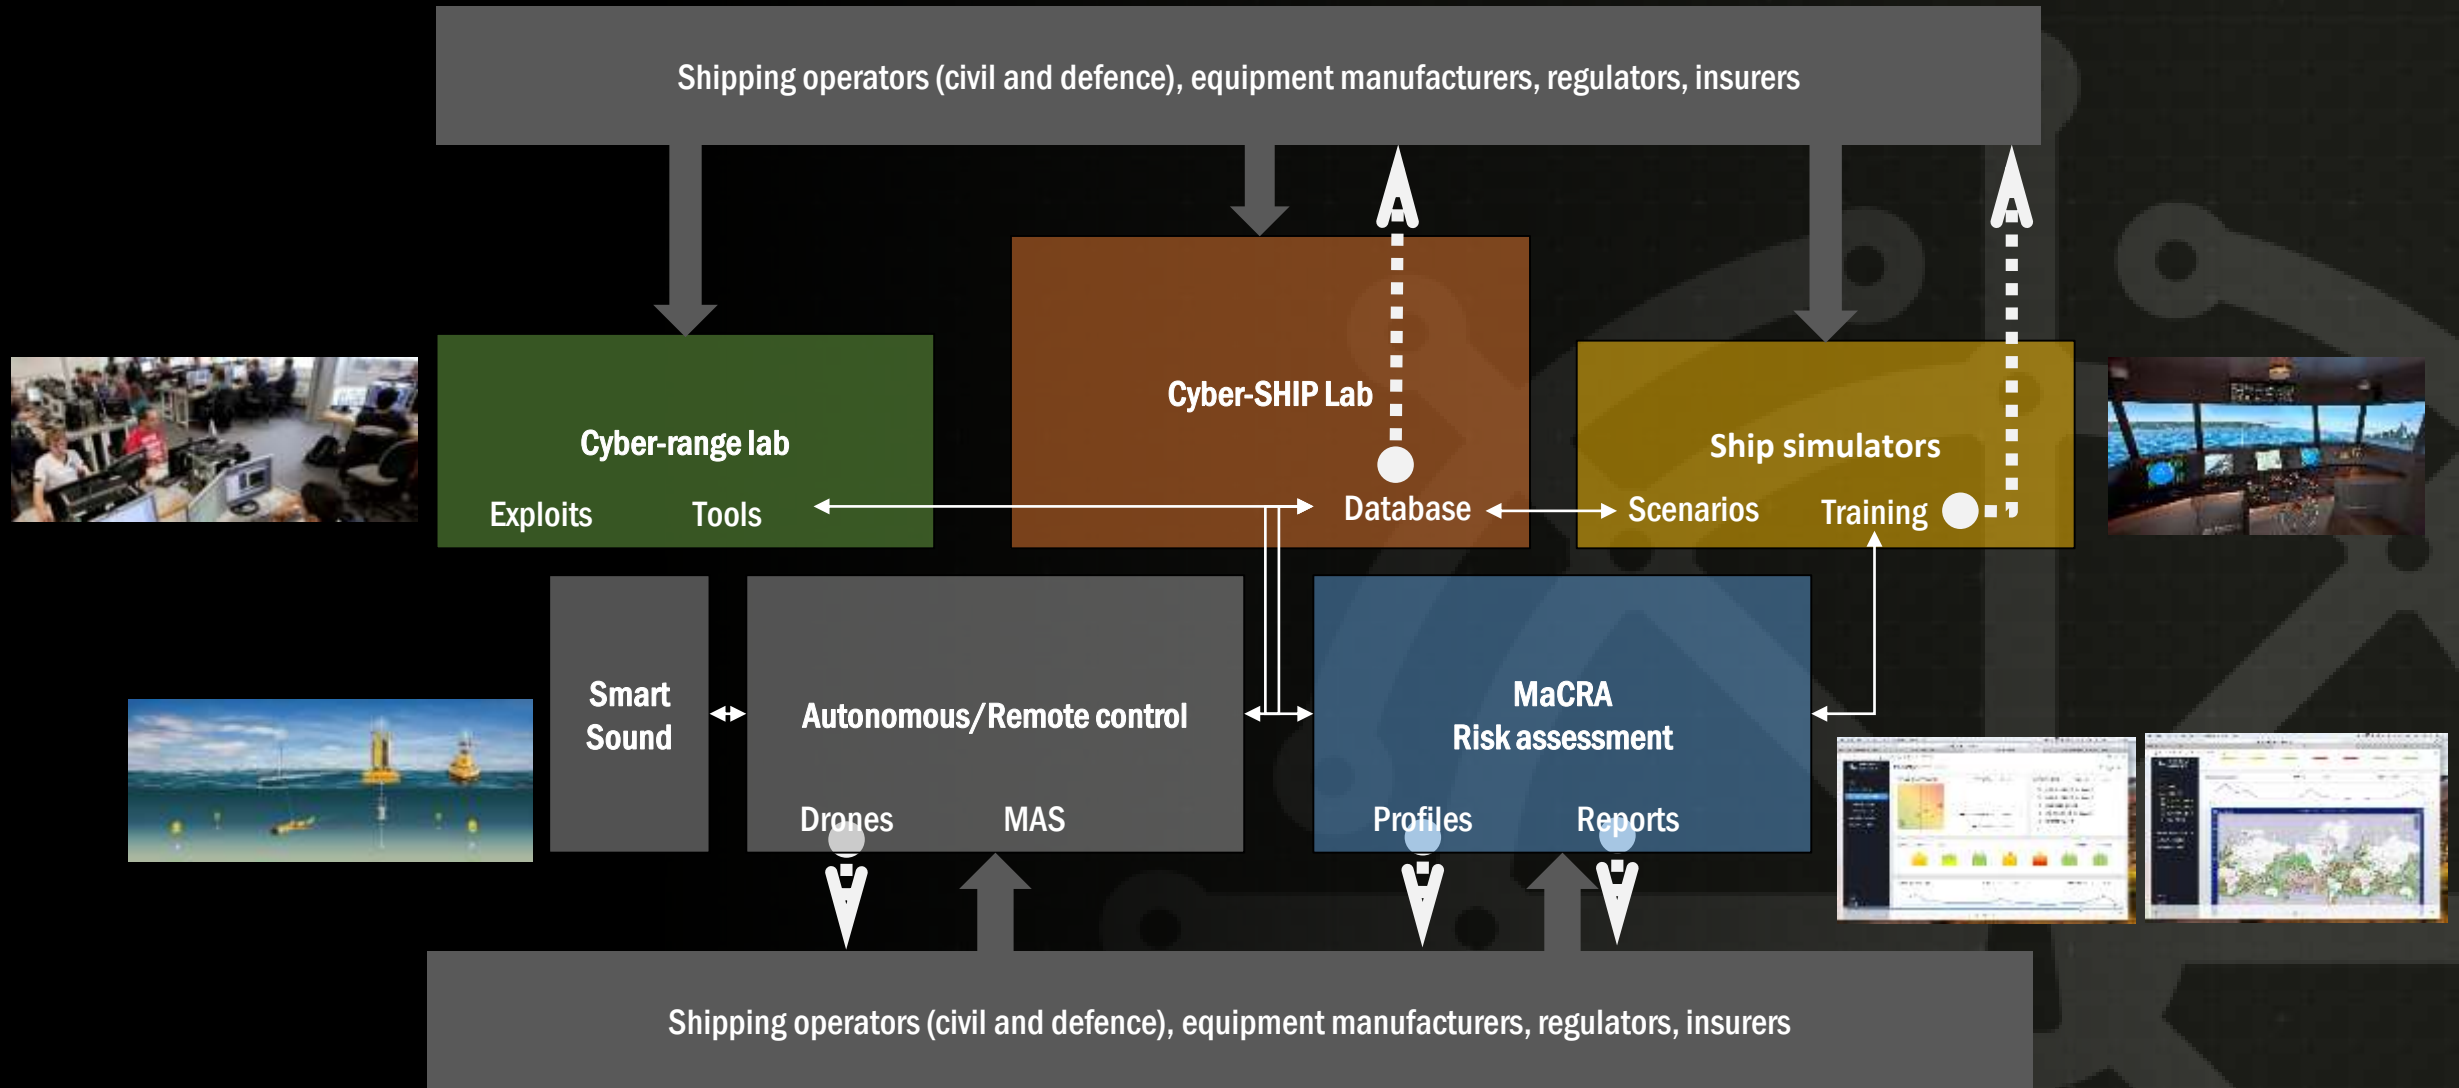 Shipping operators (civil and defence), equipment manufacturers, regulators, insurers
Cyber-range lab
Exploits
Tools
Cyber-SHIP Lab
Database
Ship simulators
Scenarios
Training
Smart
Sound
Autonomous/Remote control
Drones
MAS
MaCRA
Risk assessment
Profiles
Reports
Shipping operators (civil and defence), equipment manufacturers, regulators, insurers